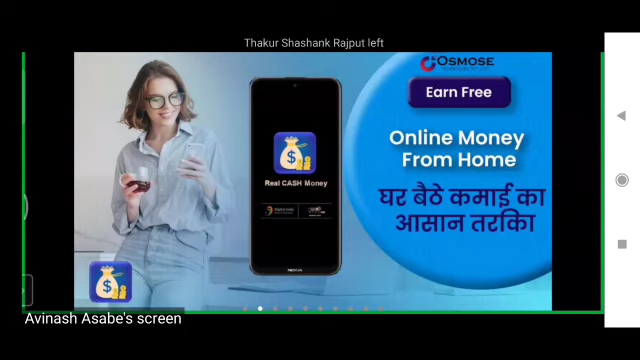 Thakur Shashank Rajput left
OSMOSE
Earn Free
Online Money
From Home
घर बैठे कमाई का
आसान तरिका
Real CASH Money
NOKIA
Avinash Asabe's screen